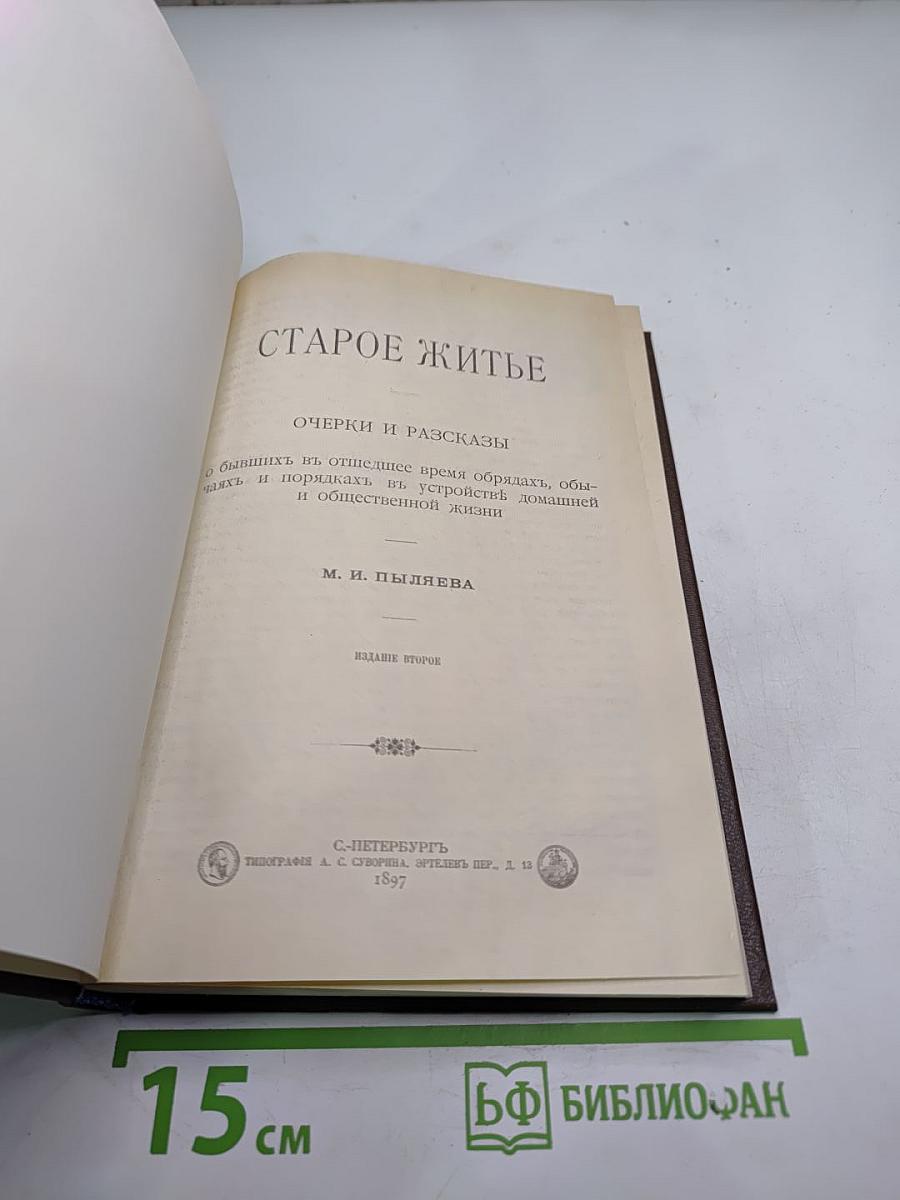 СТАРОЕ ЖИТЬЕ
ОЧЕРКИ И РАЗСКАЗЫ
о бывшихъ въ отшедшее время обрядахъ, обы-
чаяхъ и порядкахъ въ устройствѣ домашней
и общественной жизни
М. И. ПЫЛЯЕВА
ИЗДАНІЕ ВТОРОЕ
С.-ПЕТЕРБУРГЪ
ТИПОГРАФІЯ А. С. СУВОРИНА. ЭРТЕЛЕВЪ ПЕР., Д. 13
1897
15 см
БФ БИБЛИОФАН